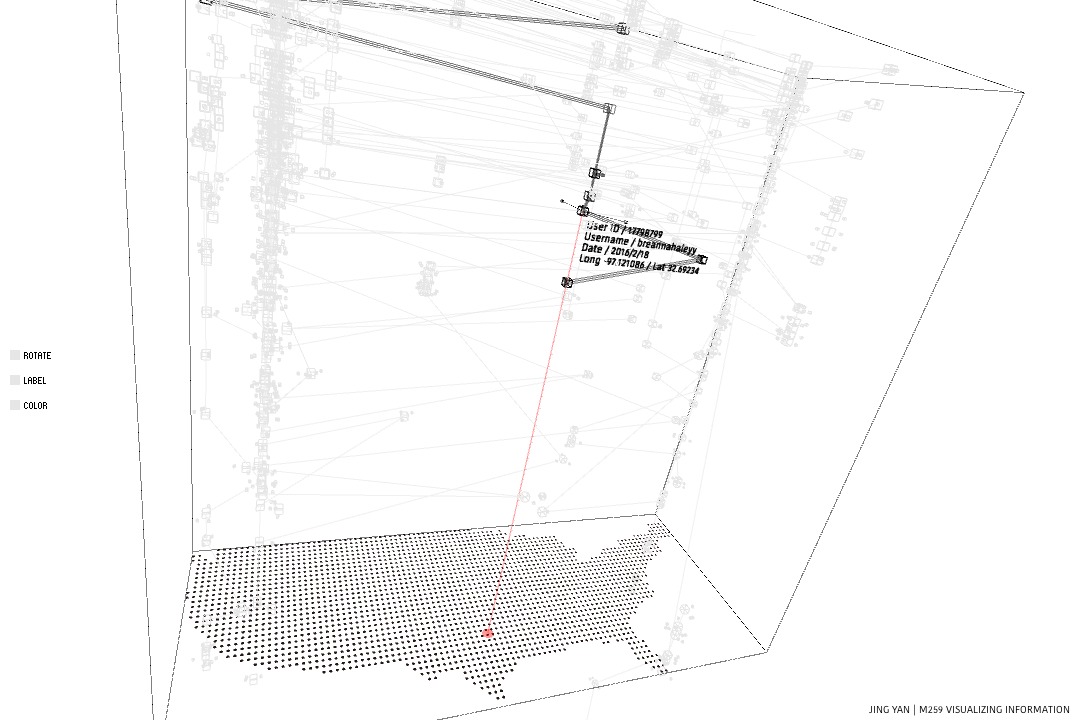 User ID / 17798799
Username / breannahaleyy
Date / 2016/2/18
Long -97.121086 / Lat 32.69234
ROTATE
LABEL
COLOR
JING YAN | M259 VISUALIZING INFORMATION